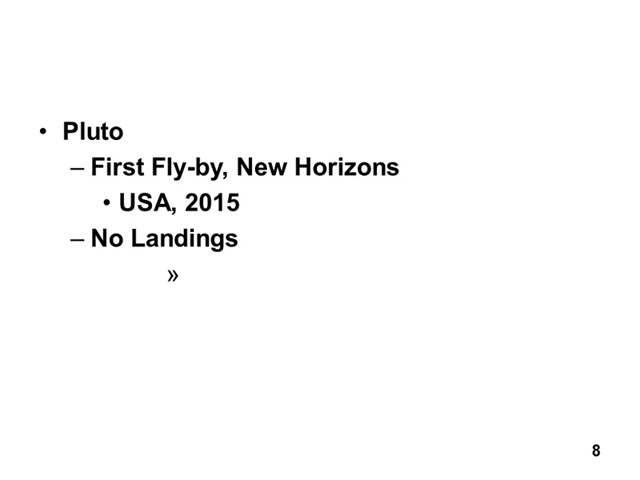 • Pluto
– First Fly-by, New Horizons
• USA, 2015
– No Landings
»
8